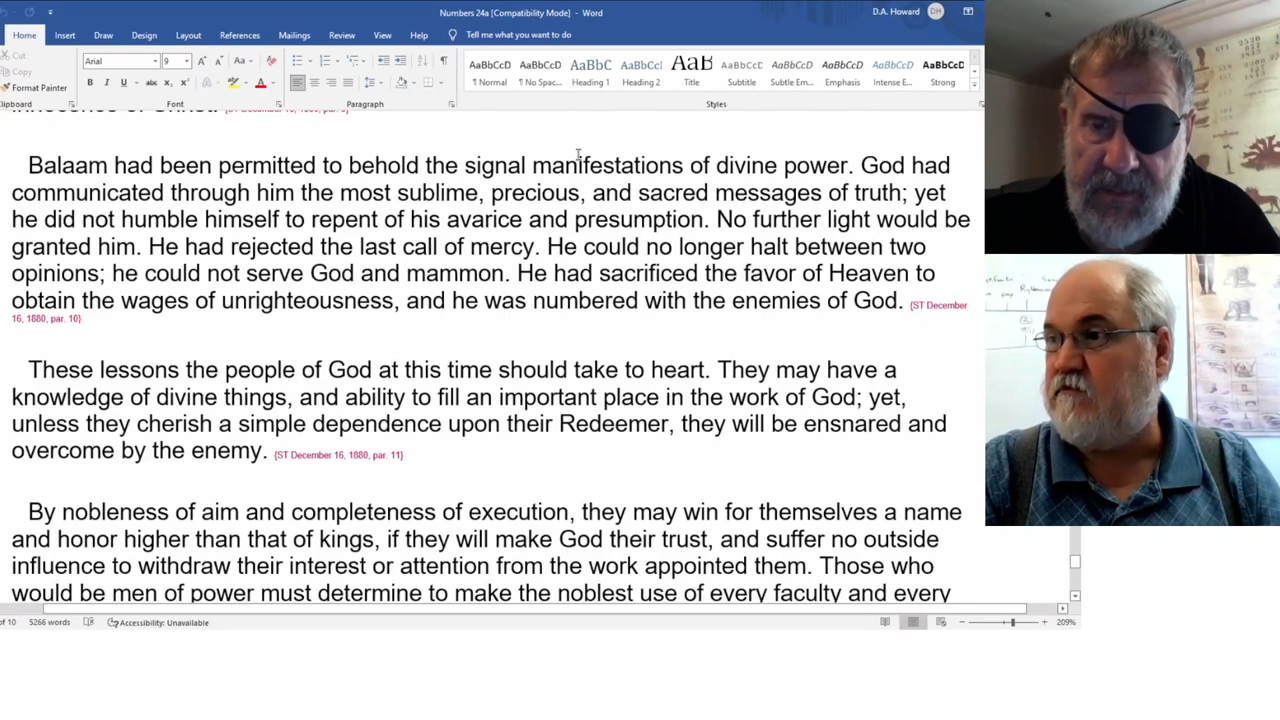 Numbers 24a [Compatibility Mode] - Word
D.A. Howard DH
Home Insert Draw Design Layout References Mailings Review View Help Tell me what you want to do
Cut
Copy
Format Painter
Clipboard
Arial 9
Font
Paragraph
AaBbCcD AaBbCcD AaBbC AaBbCc AaB AaBbCcD AaBbCcD AaBbCcD AaBbCcD AaBbCcD
¶ Normal ¶ No Spac... Heading 1 Heading 2 Title Subtitle Subtle Em... Emphasis Intense E... Strong
Styles
Balaam had been permitted to behold the signal manifestations of divine power. God had
communicated through him the most sublime, precious, and sacred messages of truth; yet
he did not humble himself to repent of his avarice and presumption. No further light would be
granted him. He had rejected the last call of mercy. He could no longer halt between two
opinions; he could not serve God and mammon. He had sacrificed the favor of Heaven to
obtain the wages of unrighteousness, and he was numbered with the enemies of God. {ST December
16, 1880, par. 10}
These lessons the people of God at this time should take to heart. They may have a
knowledge of divine things, and ability to fill an important place in the work of God; yet,
unless they cherish a simple dependence upon their Redeemer, they will be ensnared and
overcome by the enemy. {ST December 16, 1880, par. 11}
By nobleness of aim and completeness of execution, they may win for themselves a name
and honor higher than that of kings, if they will make God their trust, and suffer no outside
influence to withdraw their interest or attention from the work appointed them. Those who
would be men of power must determine to make the noblest use of every faculty and every
of 10 5266 words Accessibility: Unavailable 209%